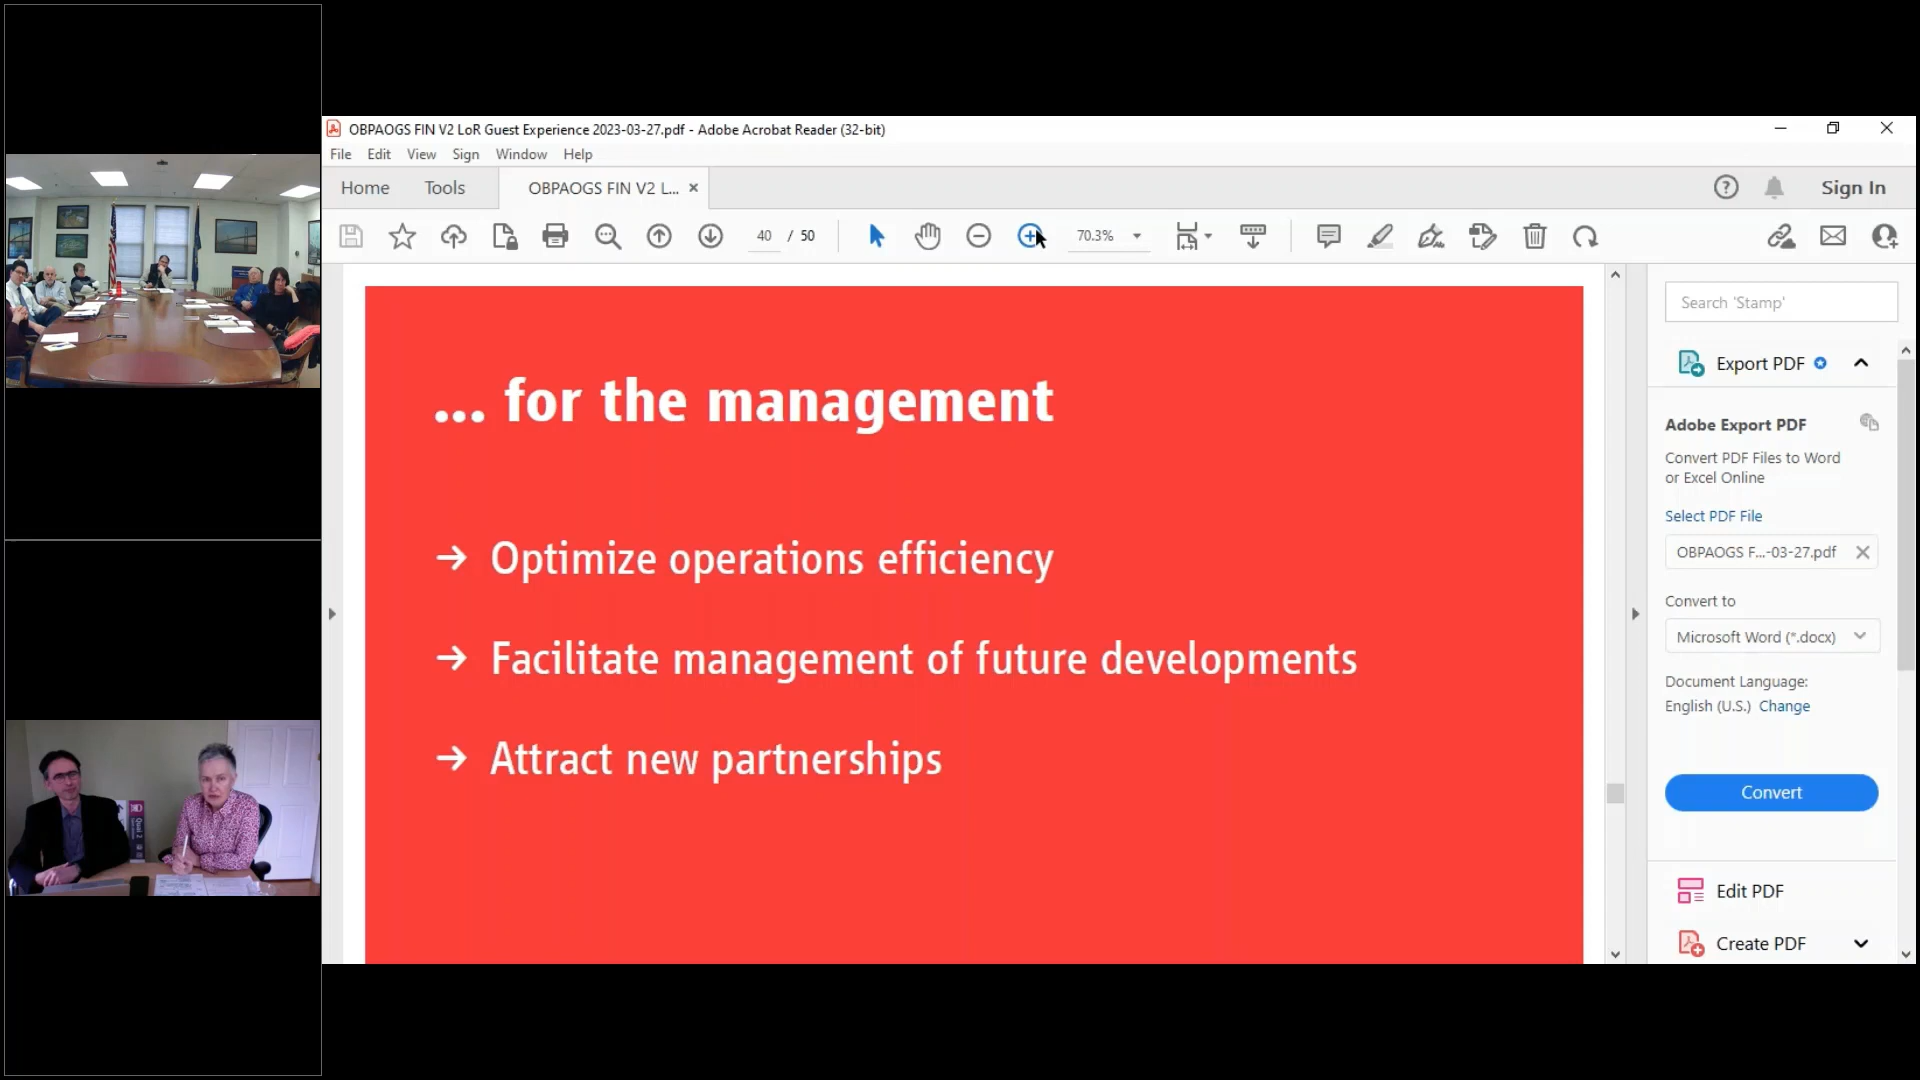 OBPAOGS FIN V2 LoR Guest Experience 2023-03-27.pdf - Adobe Acrobat Reader (32-bit)
File Edit View Sign Window Help
Home Tools OBPAOGS FIN V2 L... × Sign In
40 / 50 70.3%
... for the management
→ Optimize operations efficiency
→ Facilitate management of future developments
→ Attract new partnerships
Search 'Stamp'
Export PDF
Adobe Export PDF
Convert PDF Files to Word
or Excel Online
Select PDF File
OBPAOGS F...-03-27.pdf
Convert to
Microsoft Word (*.docx)
Document Language:
English (U.S.) Change
Convert
Edit PDF
Create PDF